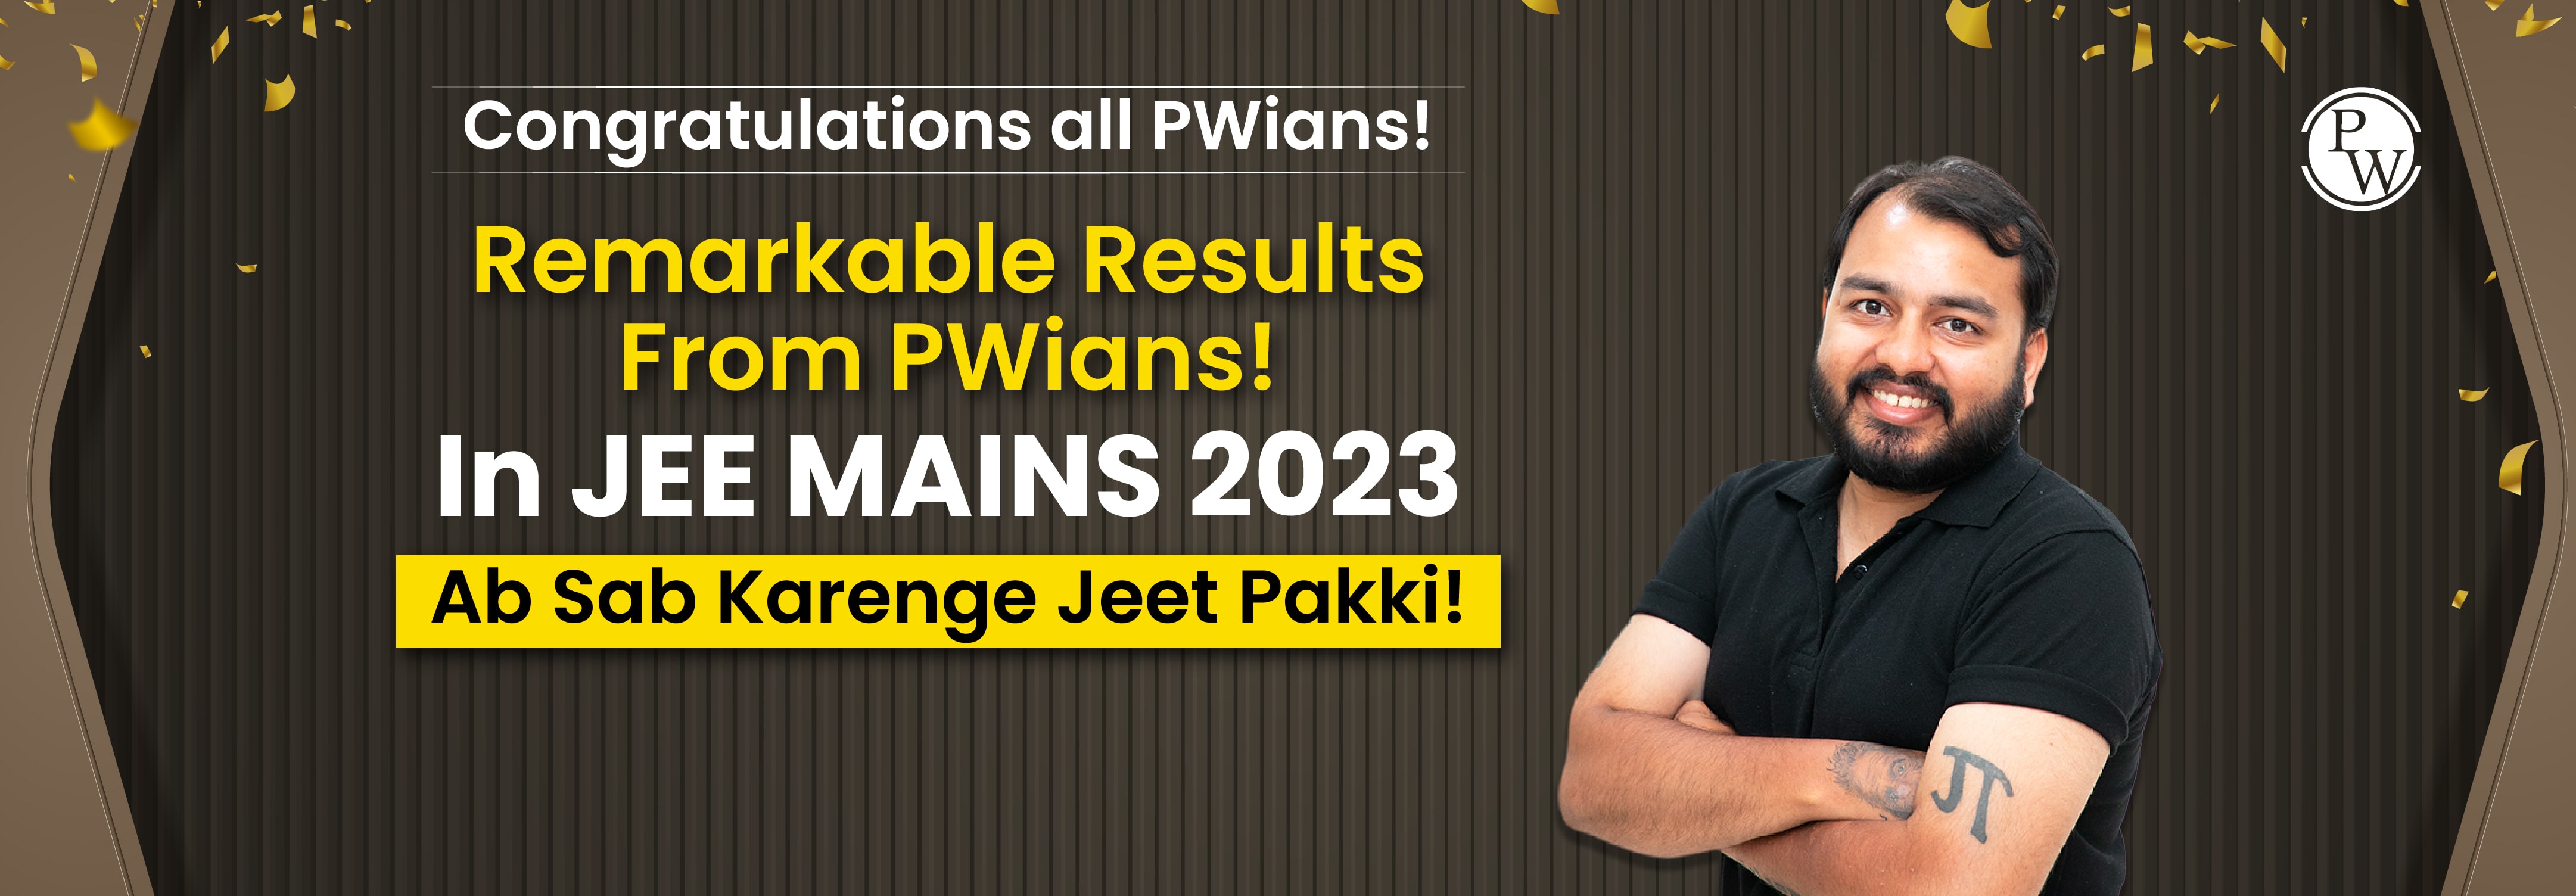 Congratulations all PWians!
Remarkable Results
From PWians!
In JEE MAINS 2023
Ab Sab Karenge Jeet Pakki!
PW
π